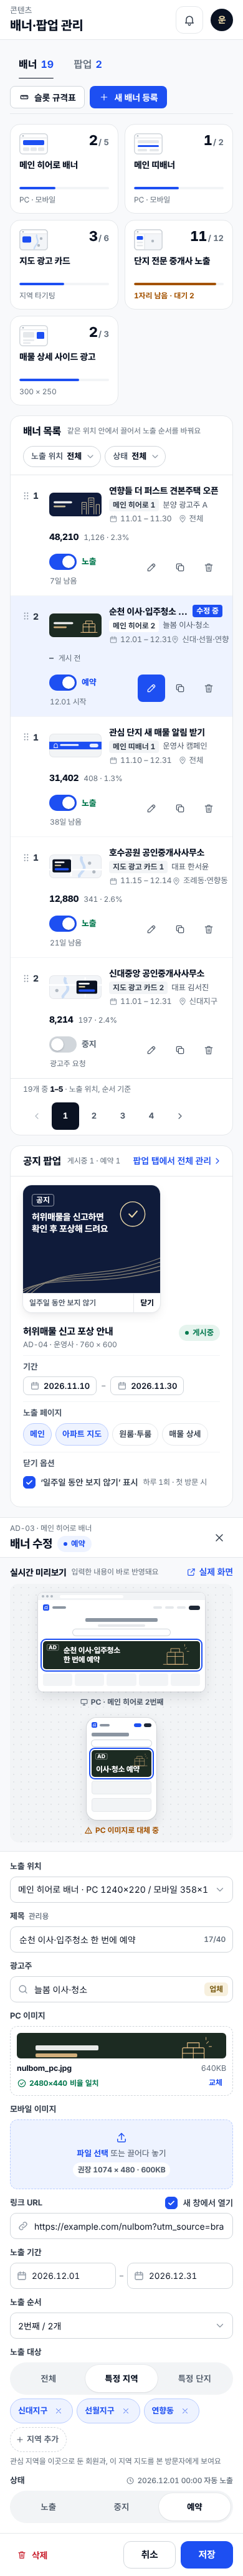 콘텐츠
배너·팝업 관리
운
배너 19
팝업 2
슬롯 규격표
새 배너 등록
2 / 5
메인 히어로 배너
PC · 모바일
1 / 2
메인 띠배너
PC · 모바일
3 / 6
지도 광고 카드
지역 타기팅
11 / 12
단지 전문 중개사 노출
1자리 남음 · 대기 2
2 / 3
매물 상세 사이드 광고
300 × 250
배너 목록 같은 위치 안에서 끌어서 노출 순서를 바꿔요
노출 위치 전체
상태 전체
1
연향들 더 퍼스트 견본주택 오픈
메인 히어로 1 분양 광고주 A
11.01 – 11.30 전체
48,210 1,126 · 2.3%
노출
7일 남음
2
순천 이사·입주청소 … 수정 중
메인 히어로 2 늘봄 이사·청소
12.01 – 12.31 신대·선월·연향
– 게시 전
예약
12.01 시작
1
관심 단지 새 매물 알림 받기
메인 띠배너 1 운영사 캠페인
11.10 – 12.31 전체
31,402 408 · 1.3%
노출
38일 남음
1
호수공원 공인중개사사무소
지도 광고 카드 1 대표 한서윤
11.15 – 12.14 조례동·연향동
12,880 341 · 2.6%
노출
21일 남음
2
신대중앙 공인중개사사무소
지도 광고 카드 2 대표 김서진
11.01 – 12.31 신대지구
8,214 197 · 2.4%
중지
광고주 요청
19개 중 1–5 · 노출 위치, 순서 기준
1 2 3 4
공지 팝업 게시중 1 · 예약 1 팝업 탭에서 전체 관리
공지
허위매물을 신고하면
확인 후 포상해 드려요
일주일 동안 보지 않기 닫기
허위매물 신고 포상 안내 게시중
AD-04 · 운영사 · 760 × 600
기간
2026.11.10 – 2026.11.30
노출 페이지
메인 아파트 지도 원룸·투룸 매물 상세
닫기 옵션
'일주일 동안 보지 않기' 표시 하루 1회 · 첫 방문 시
AD-03 · 메인 히어로 배너
배너 수정 예약
실시간 미리보기 입력한 내용이 바로 반영돼요 실제 화면
AD 순천 이사·입주청소
한 번에 예약
PC · 메인 히어로 2번째
AD
이사·청소 예약
PC 이미지로 대체 중
노출 위치
메인 히어로 배너 · PC 1240×220 / 모바일 358×1
제목 관리용
순천 이사·입주청소 한 번에 예약 17/40
광고주
늘봄 이사·청소 업체
PC 이미지
nulbom_pc.jpg 640KB
2480×440 비율 일치 교체
모바일 이미지
파일 선택 또는 끌어다 놓기
권장 1074 × 480 · 600KB
링크 URL 새 창에서 열기
https://example.com/nulbom?utm_source=bra
노출 기간
2026.12.01 – 2026.12.31
노출 순서
2번째 / 2개
노출 대상
전체 특정 지역 특정 단지
신대지구 선월지구 연향동
지역 추가
관심 지역을 이곳으로 둔 회원과, 이 지역 지도를 본 방문자에게 보여요
상태 2026.12.01 00:00 자동 노출
노출 중지 예약
삭제 취소 저장